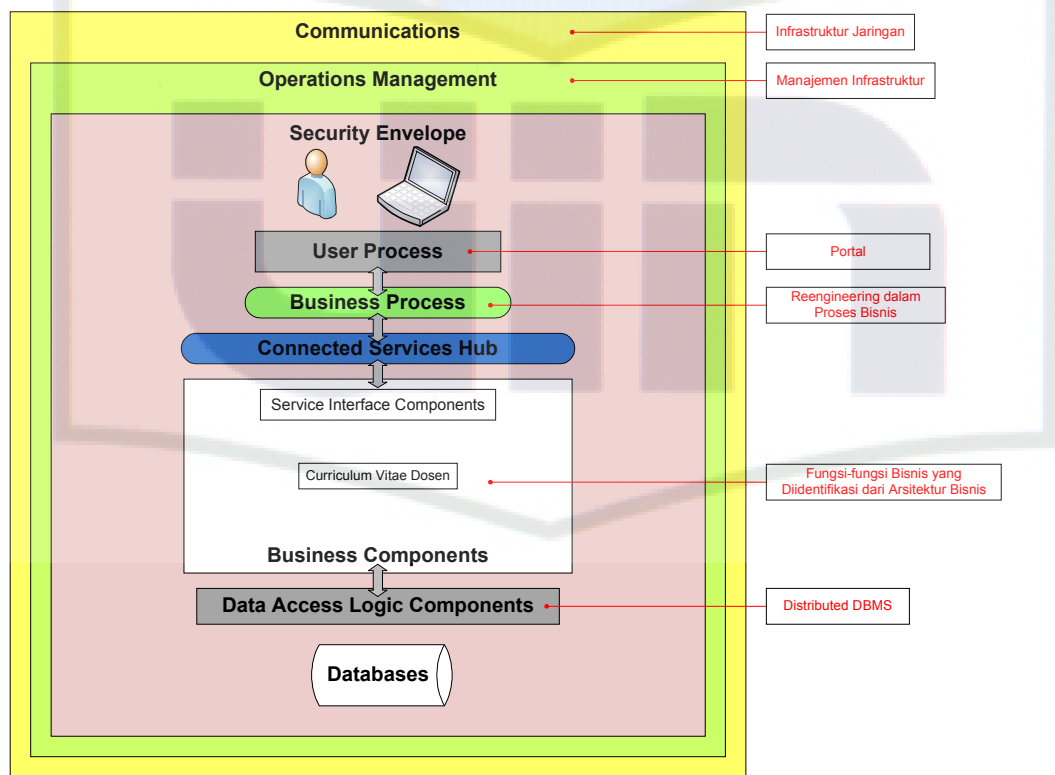 Communications
Infrastruktur Jaringan
Operations Management
Manajemen Infrastruktur
Security Envelope
User Process
Portal
Business Process
Reengineering dalam
Proses Bisnis
Connected Services Hub
Service Interface Components
Curriculum Vitae Dosen
Fungsi-fungsi Bisnis yang
Diidentifikasi dari Arsitektur Bisnis
Business Components
Data Access Logic Components
Distributed DBMS
Databases